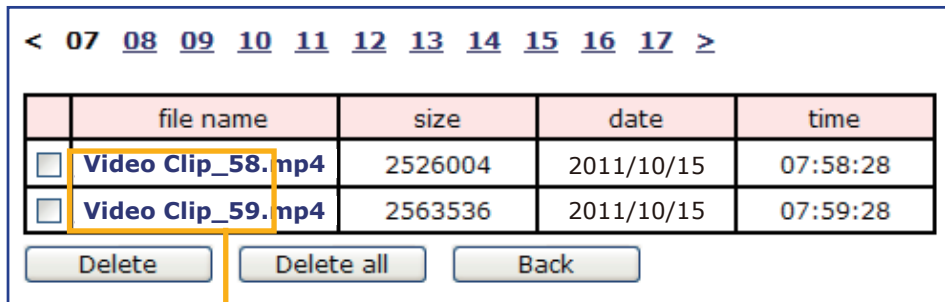 < 07 08 09 10 11 12 13 14 15 16 17 >
file name size date time
Video Clip_58.mp4 2526004 2011/10/15 07:58:28
Video Clip_59.mp4 2563536 2011/10/15 07:59:28
Delete Delete all Back